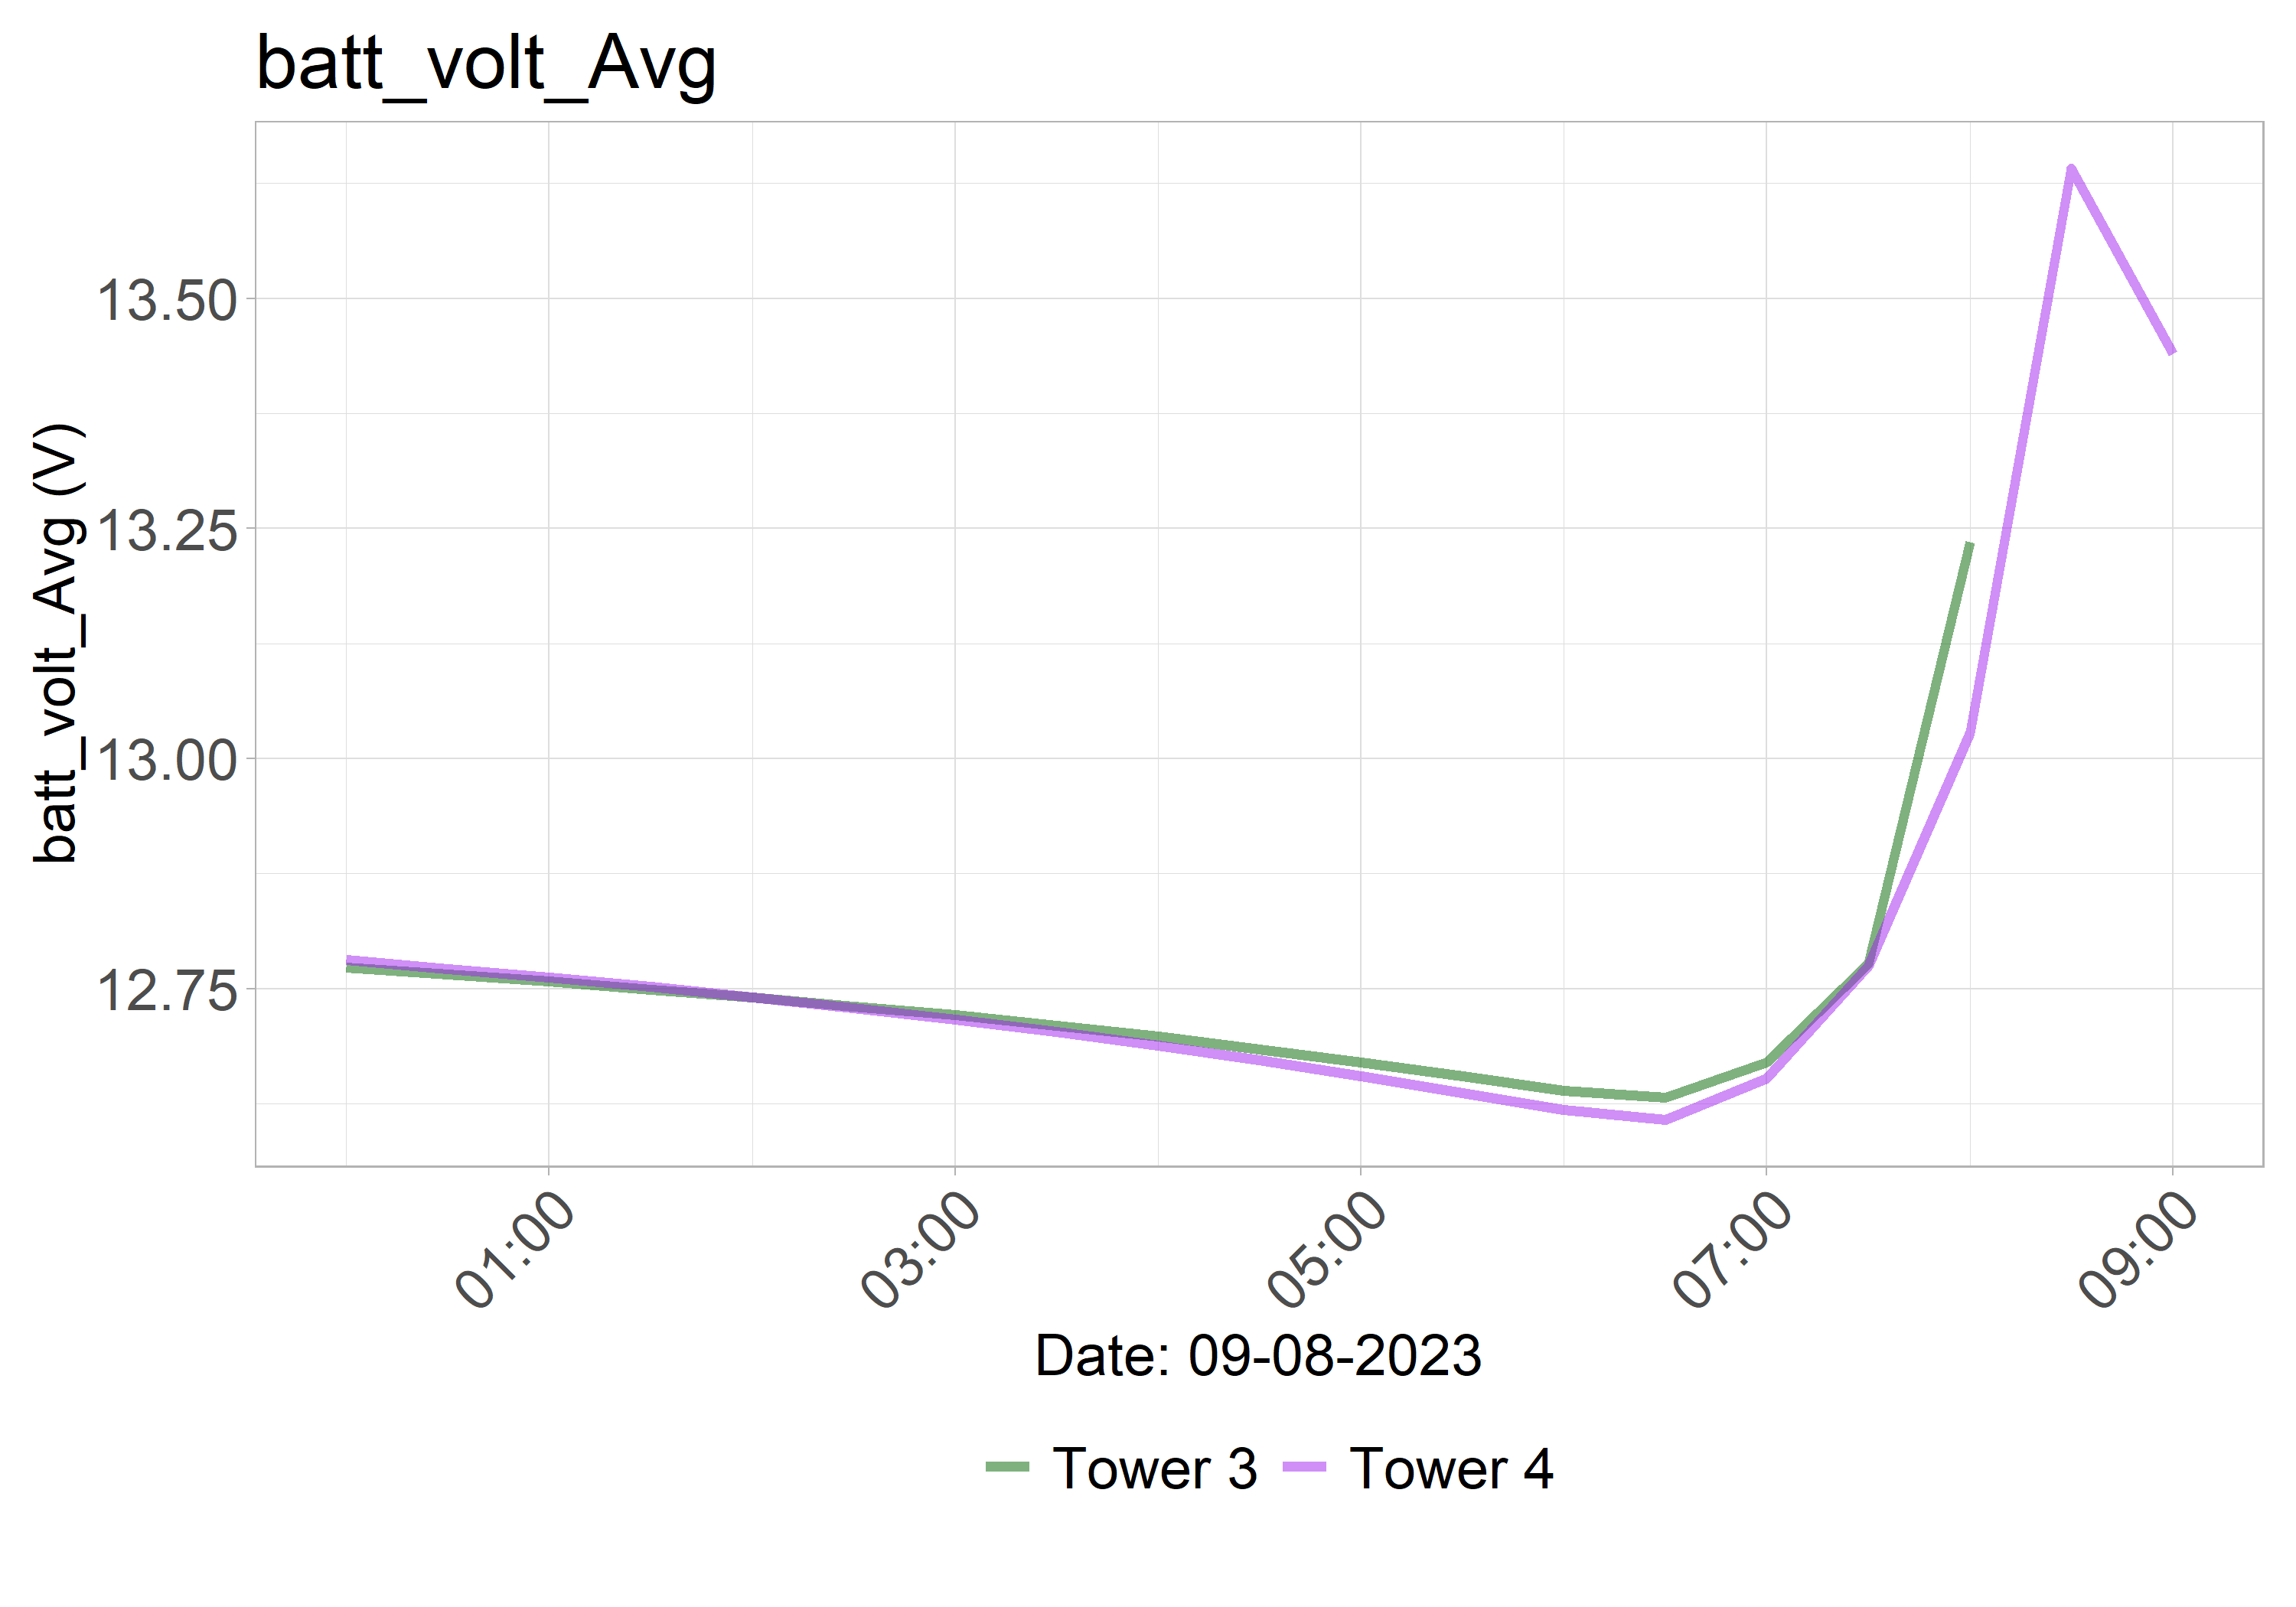 batt_volt_Avg
batt_volt_Avg (V)
13.50
13.25
13.00
12.75
01:00
03:00
05:00
07:00
09:00
Date: 09-08-2023
Tower 3
Tower 4